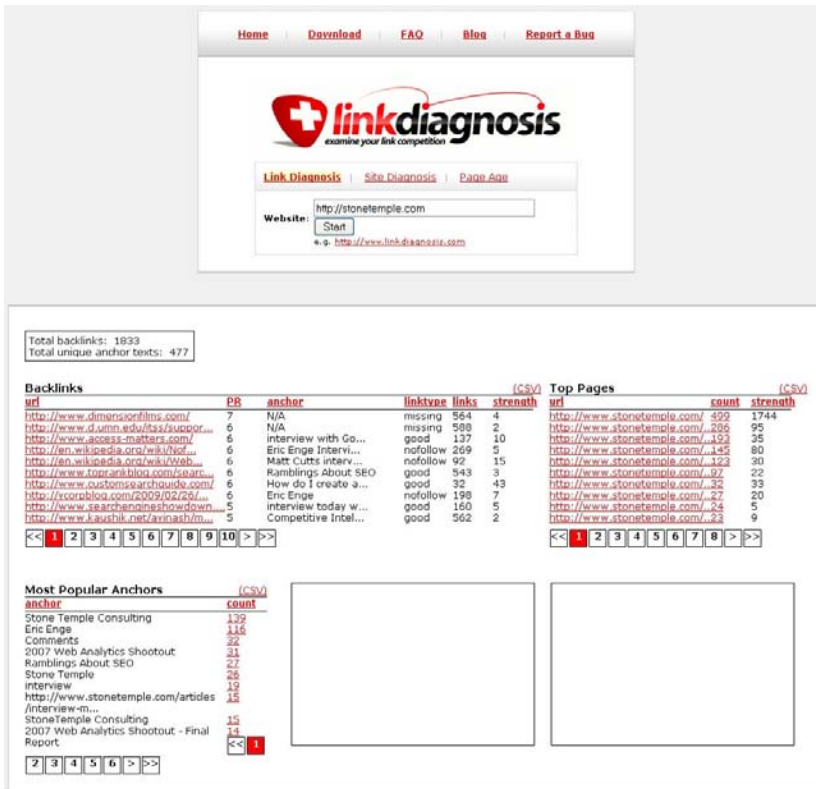 Home | Download | FAQ | Blog | Report a Bug
linkdiagnosis
examine your link competition
Link Diagnosis | Site Diagnosis | Page Age
Website: http://stonetemple.com
Start
e.g. http://www.linkdiagnosis.com
Total backlinks: 1833
Total unique anchor texts: 477
Backlinks (CSV)
url PR anchor linktype links strength
http://www.dimensionfilms.com/ 7 N/A missing 564 4
http://www.d.umn.edu/itss/suppor... 6 N/A missing 588 2
http://www.access-matters.com/ 6 interview with Go... good 137 10
http://en.wikipedia.org/wiki/Nof... 6 Eric Enge Intervi... nofollow 269 5
http://en.wikipedia.org/wiki/Web... 6 Matt Cutts interv... nofollow 92 15
http://www.toprankblog.com/searc... 6 Ramblings About SEO good 543 3
http://www.customsearchguide.com/ 6 How do I create a... good 32 43
http://vcorpblog.com/2009/02/26/... 6 Eric Enge nofollow 198 7
http://www.searchengineshowdown....5 interview today w... good 160 5
http://www.kaushik.net/avinash/m... 5 Competitive Intel... good 562 2
<< 1 2 3 4 5 6 7 8 9 10 > >>
Top Pages (CSV)
url count strength
http://www.stonetemple.com/ 499 1744
http://www.stonetemple.com/...286 95
http://www.stonetemple.com/...193 35
http://www.stonetemple.com/...145 80
http://www.stonetemple.com/...123 30
http://www.stonetemple.com/...97 22
http://www.stonetemple.com/...32 33
http://www.stonetemple.com/...27 20
http://www.stonetemple.com/...24 5
http://www.stonetemple.com/...23 9
<< 1 2 3 4 5 6 7 8 > >>
Most Popular Anchors (CSV)
anchor count
Stone Temple Consulting 139
Eric Enge 116
Comments 32
2007 Web Analytics Shootout 31
Ramblings About SEO 27
Stone Temple 26
interview 19
http://www.stonetemple.com/articles 15
/interview-m...
StoneTemple Consulting 15
2007 Web Analytics Shootout - Final 14
Report
<< 1
2 3 4 5 6 > >>